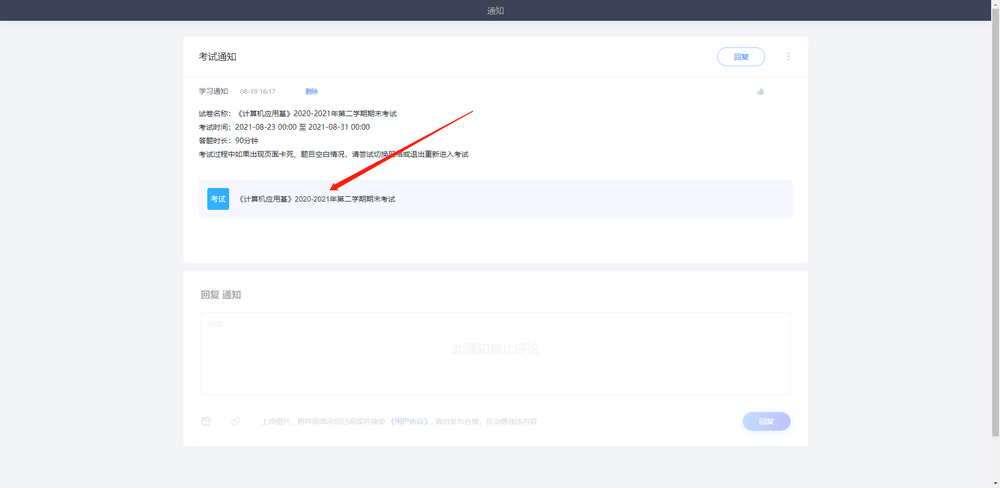 通知
考试通知
回复
学习通知 08-19 16:17 删除
试卷名称：《计算机应用基》2020-2021年第二学期期末考试
考试时间：2021-08-23 00:00 至 2021-08-31 00:00
答题时长：90分钟
考试过程中如果出现页面卡死、题目空白情况，请尝试切换网络或退出重新进入考试
考试 《计算机应用基》2020-2021年第二学期期末考试
回复 通知
回复
此通知禁止评论
上传图片、附件即表示您已阅读并接受《用户协议》, 请勿发布色情，反动等违法内容
回复